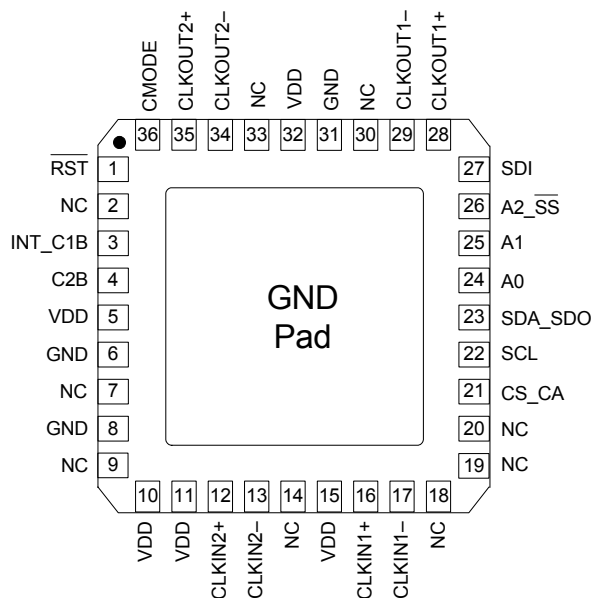 CMODE
CLKOUT2+
CLKOUT2–
NC
VDD
GND
NC
CLKOUT1–
CLKOUT1+
36 35 34 33 32 31 30 29 28
R̅S̅T̅ 1
NC 2
INT_C1B 3
C2B 4
VDD 5
GND 6
NC 7
GND 8
NC 9
GND
Pad
27 SDI
26 A2_S̅S̅
25 A1
24 A0
23 SDA_SDO
22 SCL
21 CS_CA
20 NC
19 NC
10 11 12 13 14 15 16 17 18
VDD
VDD
CLKIN2+
CLKIN2–
NC
VDD
CLKIN1+
CLKIN1–
NC